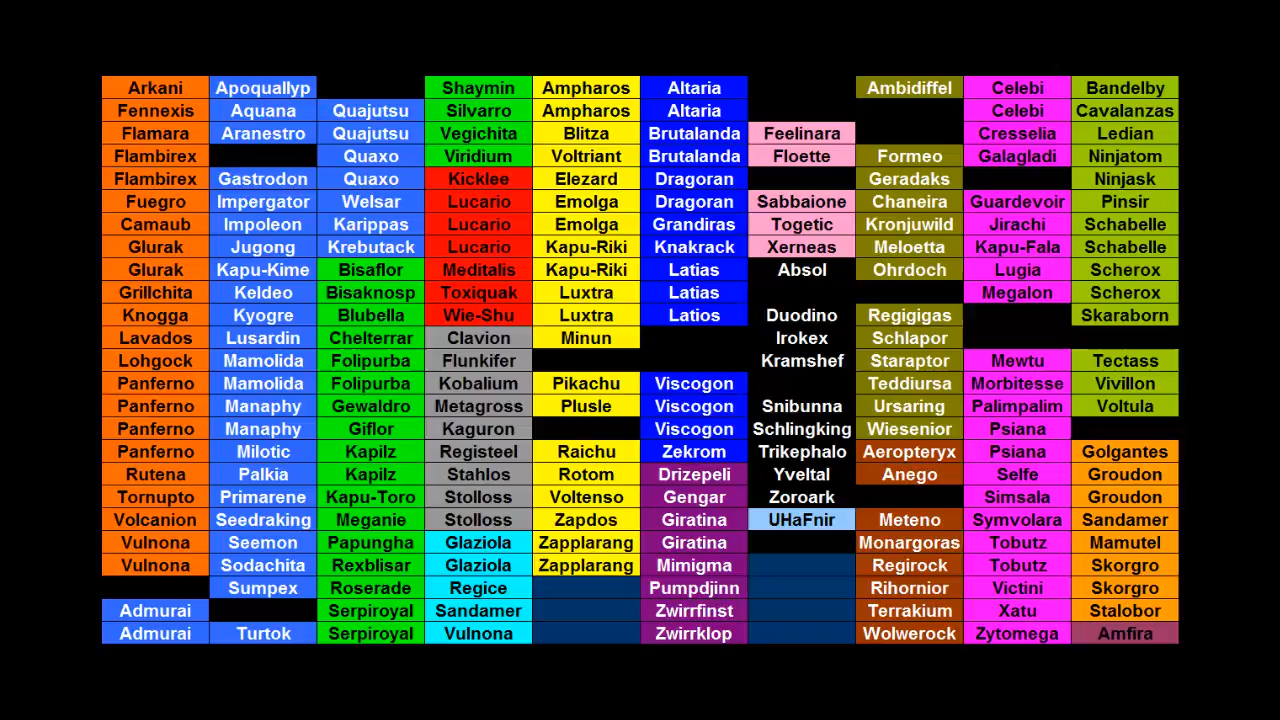 Arkani Apoquallyp Shaymin Ampharos Altaria Ambidiffel Celebi Bandelby
Fennexis Aquana Quajutsu Silvarro Ampharos Altaria Celebi Cavalanzas
Flamara Aranestro Quajutsu Vegichita Blitza Brutalanda Feelinara Cresselia Ledian
Flambirex Quaxo Viridium Voltriant Brutalanda Floette Formeo Galagladi Ninjatom
Flambirex Gastrodon Quaxo Kicklee Elezard Dragoran Geradaks Ninjask
Fuegro Impergator Welsar Lucario Emolga Dragoran Sabbaione Chaneira Guardevoir Pinsir
Camaub Impoleon Karippas Lucario Emolga Grandiras Togetic Kronjuwild Jirachi Schabelle
Glurak Jugong Krebutack Lucario Kapu-Riki Knakrack Xerneas Meloetta Kapu-Fala Schabelle
Glurak Kapu-Kime Bisaflor Meditalis Kapu-Riki Latias Absol Ohrdoch Lugia Scherox
Grillchita Keldeo Bisaknosp Toxiquak Luxtra Latias Megalon Scherox
Knogga Kyogre Blubella Wie-Shu Luxtra Latios Duodino Regigigas Skaraborn
Lavados Lusardin Chelterrar Clavion Minun Irokex Schlapor
Lohgock Mamolida Folipurba Flunkifer Kramshef Staraptor Mewtu Tectass
Panferno Mamolida Folipurba Kobalium Pikachu Viscogon Teddiursa Morbitesse Vivillon
Panferno Manaphy Gewaldro Metagross Plusle Viscogon Snibunna Ursaring Palimpalim Voltula
Panferno Manaphy Giflor Kaguron Viscogon Schlingking Wiesenior Psiana
Panferno Milotic Kapilz Registeel Raichu Zekrom Trikephalo Aeropteryx Psiana Golgantes
Rutena Palkia Kapilz Stahlos Rotom Drizepeli Yveltal Anego Selfe Groudon
Tornupto Primarene Kapu-Toro Stolloss Voltenso Gengar Zoroark Simsala Groudon
Volcanion Seedraking Meganie Stolloss Zapdos Giratina UHaFnir Meteno Symvolara Sandamer
Vulnona Seemon Papungha Glaziola Zapplarang Giratina Monargoras Tobutz Mamutel
Vulnona Sodachita Rexblisar Glaziola Zapplarang Mimigma Regirock Tobutz Skorgro
Sumpex Roserade Regice Pumpdjinn Rihornior Victini Skorgro
Admurai Serpiroyal Sandamer Zwirrfinst Terrakium Xatu Stalobor
Admurai Turtok Serpiroyal Vulnona Zwirrklop Wolwerock Zytomega Amfira